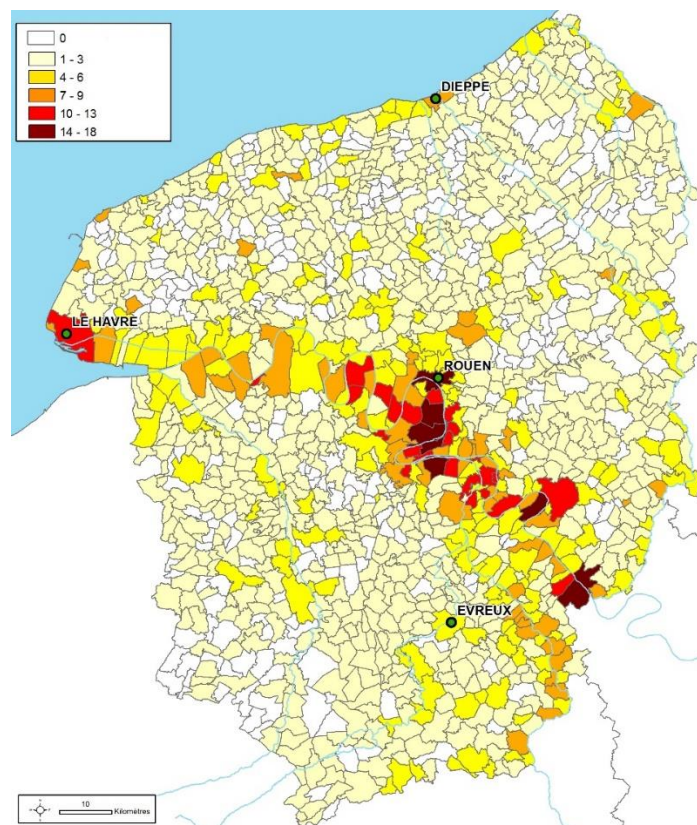 0
1 - 3
4 - 6
7 - 9
10 - 13
14 - 18
DIEPPE
LE HAVRE
ROUEN
EVREUX
10
Kilomètres